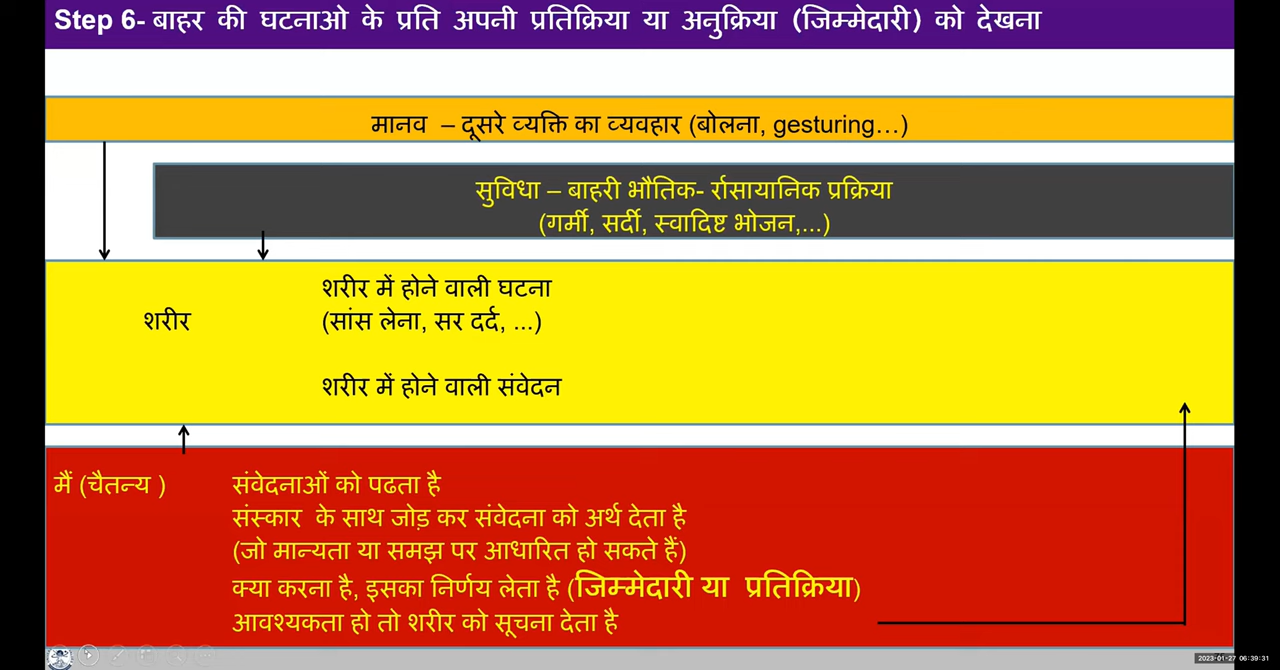 Step 6- बाहर की घटनाओ के प्रति अपनी प्रतिक्रिया या अनुक्रिया (जिम्मेदारी) को देखना
मानव – दूसरे व्यक्ति का व्यवहार (बोलना, gesturing...)
सुविधा – बाहरी भौतिक- र्रासायानिक प्रक्रिया
(गर्मी, सर्दी, स्वादिष्ट भोजन,...)
शरीर में होने वाली घटना
शरीर (सांस लेना, सर दर्द, ...)
शरीर में होने वाली संवेदन
मैं (चैतन्य ) संवेदनाओं को पढता है
संस्कार के साथ जोड़ कर संवेदना को अर्थ देता है
(जो मान्यता या समझ पर आधारित हो सकते हैं)
क्या करना है, इसका निर्णय लेता है (जिम्मेदारी या प्रतिक्रिया)
आवश्यकता हो तो शरीर को सूचना देता है
2023-01-27 06:39:31